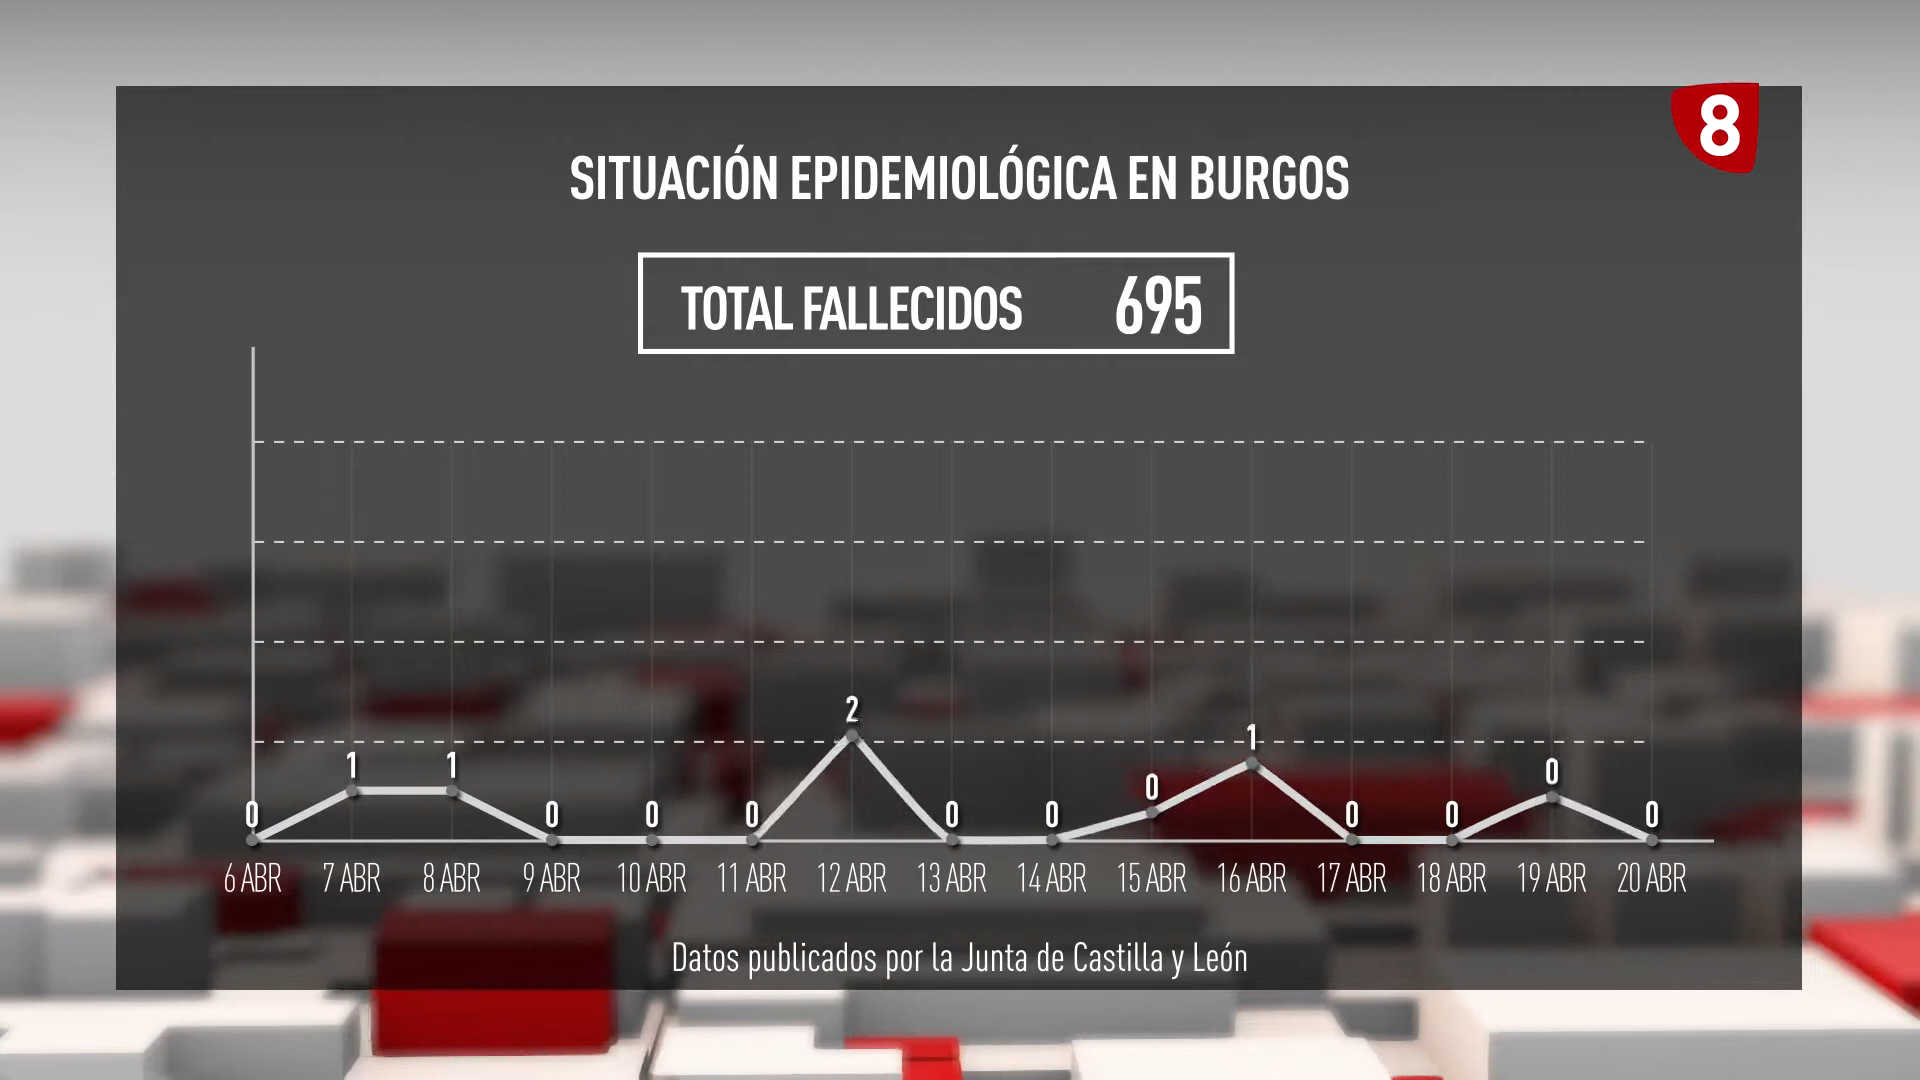 8
SITUACIÓN EPIDEMIOLÓGICA EN BURGOS
TOTAL FALLECIDOS 695
0 1 1 0 0 0 2 0 0 0 1 0 0 0 0
6 ABR 7 ABR 8 ABR 9 ABR 10 ABR 11 ABR 12 ABR 13 ABR 14 ABR 15 ABR 16 ABR 17 ABR 18 ABR 19 ABR 20 ABR
Datos publicados por la Junta de Castilla y León